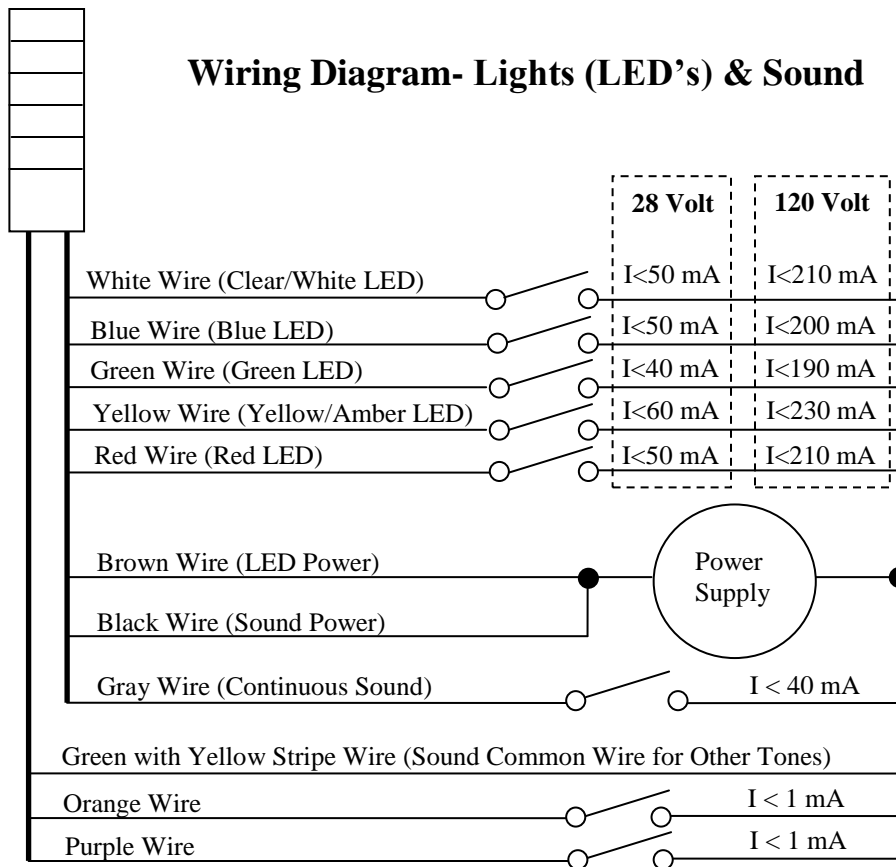 Wiring Diagram- Lights (LED’s) & Sound
28 Volt 120 Volt
White Wire (Clear/White LED) I<50 mA I<210 mA
Blue Wire (Blue LED) I<50 mA I<200 mA
Green Wire (Green LED) I<40 mA I<190 mA
Yellow Wire (Yellow/Amber LED) I<60 mA I<230 mA
Red Wire (Red LED) I<50 mA I<210 mA
Brown Wire (LED Power) Power
Supply
Black Wire (Sound Power)
Gray Wire (Continuous Sound) I < 40 mA
Green with Yellow Stripe Wire (Sound Common Wire for Other Tones)
Orange Wire I < 1 mA
Purple Wire I < 1 mA